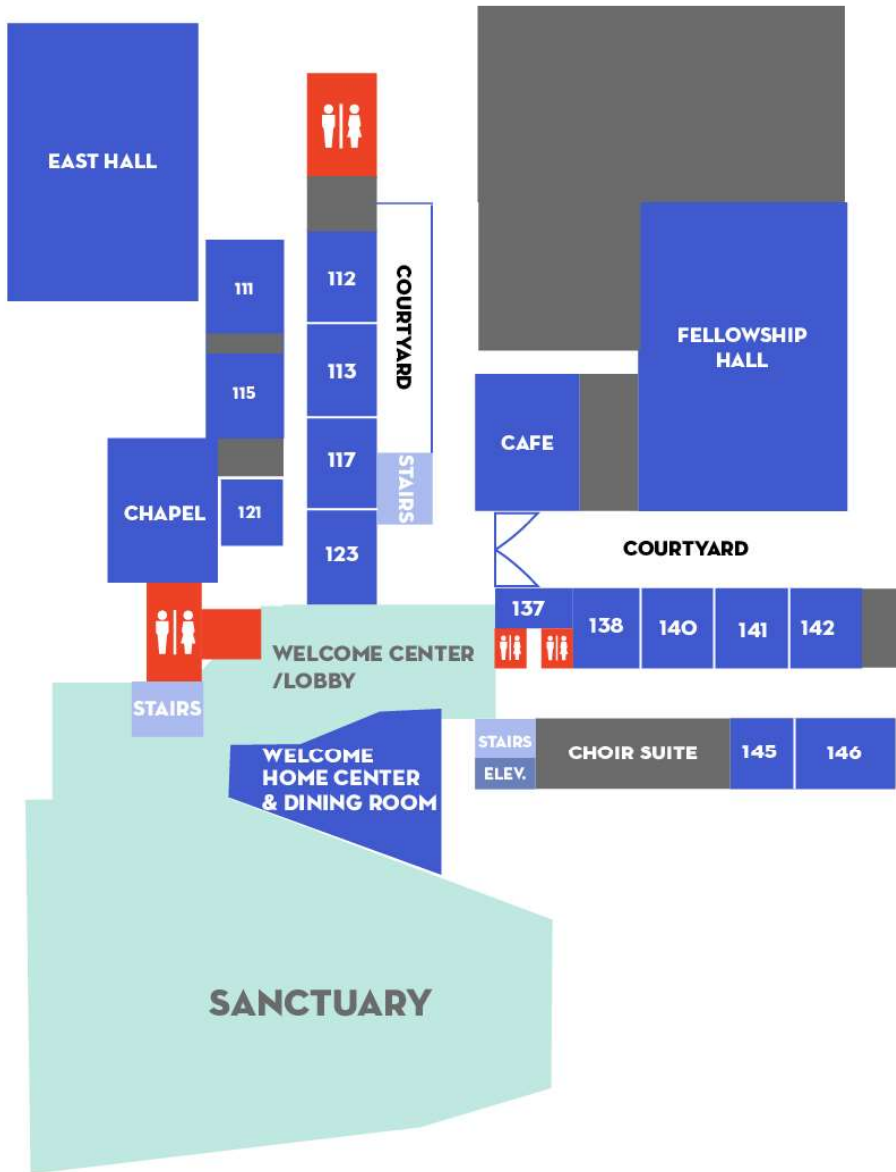 EAST HALL
111
112
COURTYARD
113
115
FELLOWSHIP
HALL
CAFE
117
STAIRS
CHAPEL
121
123
COURTYARD
137
138
140
141
142
WELCOME CENTER
/LOBBY
STAIRS
WELCOME
HOME CENTER
& DINING ROOM
STAIRS
ELEV.
CHOIR SUITE
145
146
SANCTUARY